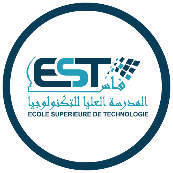 EST
فاس
المدرسة العليا للتكنولوجيا
ECOLE SUPERIEURE DE TECHNOLOGIE